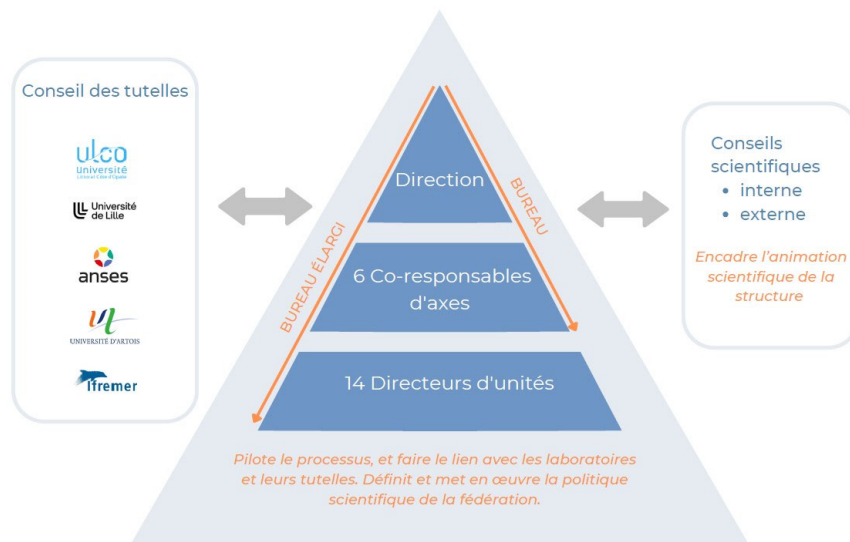 Conseil des tutelles
ulco
Université
Littoral Côte d'Opale
Université
de Lille
anses
UNIVERSITÉ D'ARTOIS
Ifremer
Direction
6 Co-responsables
d'axes
14 Directeurs d'unités
BUREAU ÉLARGI
BUREAU
Pilote le processus, et faire le lien avec les laboratoires
et leurs tutelles. Définit et met en œuvre la politique
scientifique de la fédération.
Conseils
scientifiques
• interne
• externe
Encadre l'animation
scientifique de la
structure